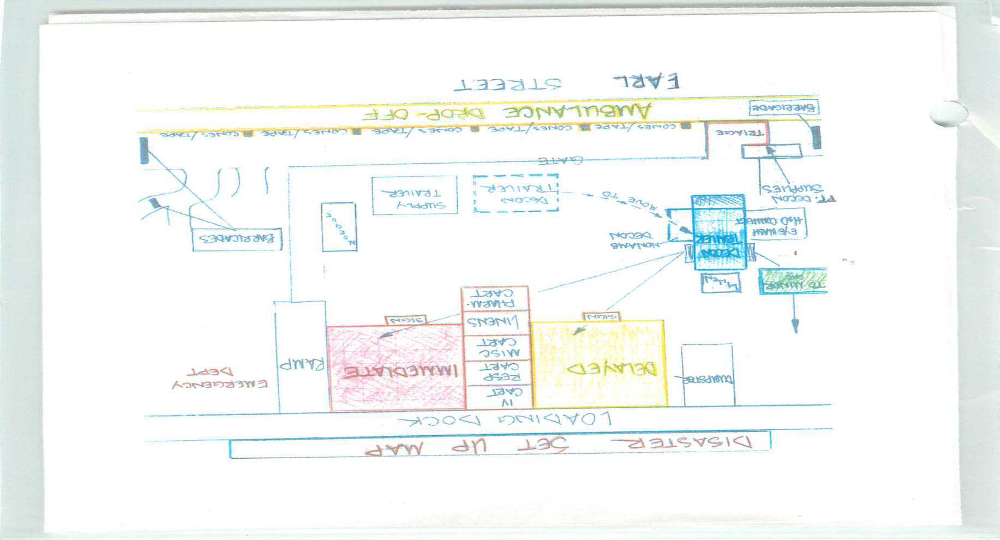 DISASTER SET UP MAP
LOADING DOCK
DUMPSTER
DELAYED
SIGN
IV
CART
RESP
CART
MISC
CART
LINENS
PHARM-
CART
IMMEDIATE
SIGN
RAMP
EMERGENCY
DEPT
TO MINOR
DECON
TRAILER
NONAMB
DECON
EYEWASH
H2O CONNECT
MOVE TO
DECON
TRAILER
SUPPLY
TRAILER
MORGUE
BARRICADES
PT. DECON
SUPPLIES
GATE
TRIAGE
CONES/TAPE
CONES/TAPE
CONES/TAPE
CONES/TAPE
CONES/TAPE
BARRICADE
AMBULANCE DROP-OFF
EARL STREET